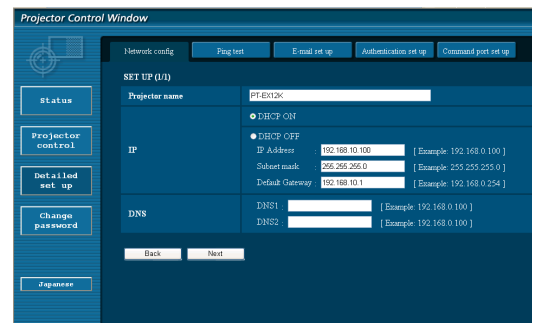 Projector Control Window
Network config Ping test E-mail set up Authentication set up Command port set up
SET UP (1/1)
Status
Projector control
Detailed set up
Change password
Japanese
Projector name PT-EX12K
IP
DHCP ON
DHCP OFF
IP Address : 192.168.10.100 [ Example: 192.168.0.100 ]
Subnet mask : 255.255.255.0 [ Example: 255.255.255.0 ]
Default Gateway : 192.168.10.1 [ Example: 192.168.0.254 ]
DNS
DNS1 : [ Example: 192.168.0.100 ]
DNS2 : [ Example: 192.168.0.100 ]
Back Next